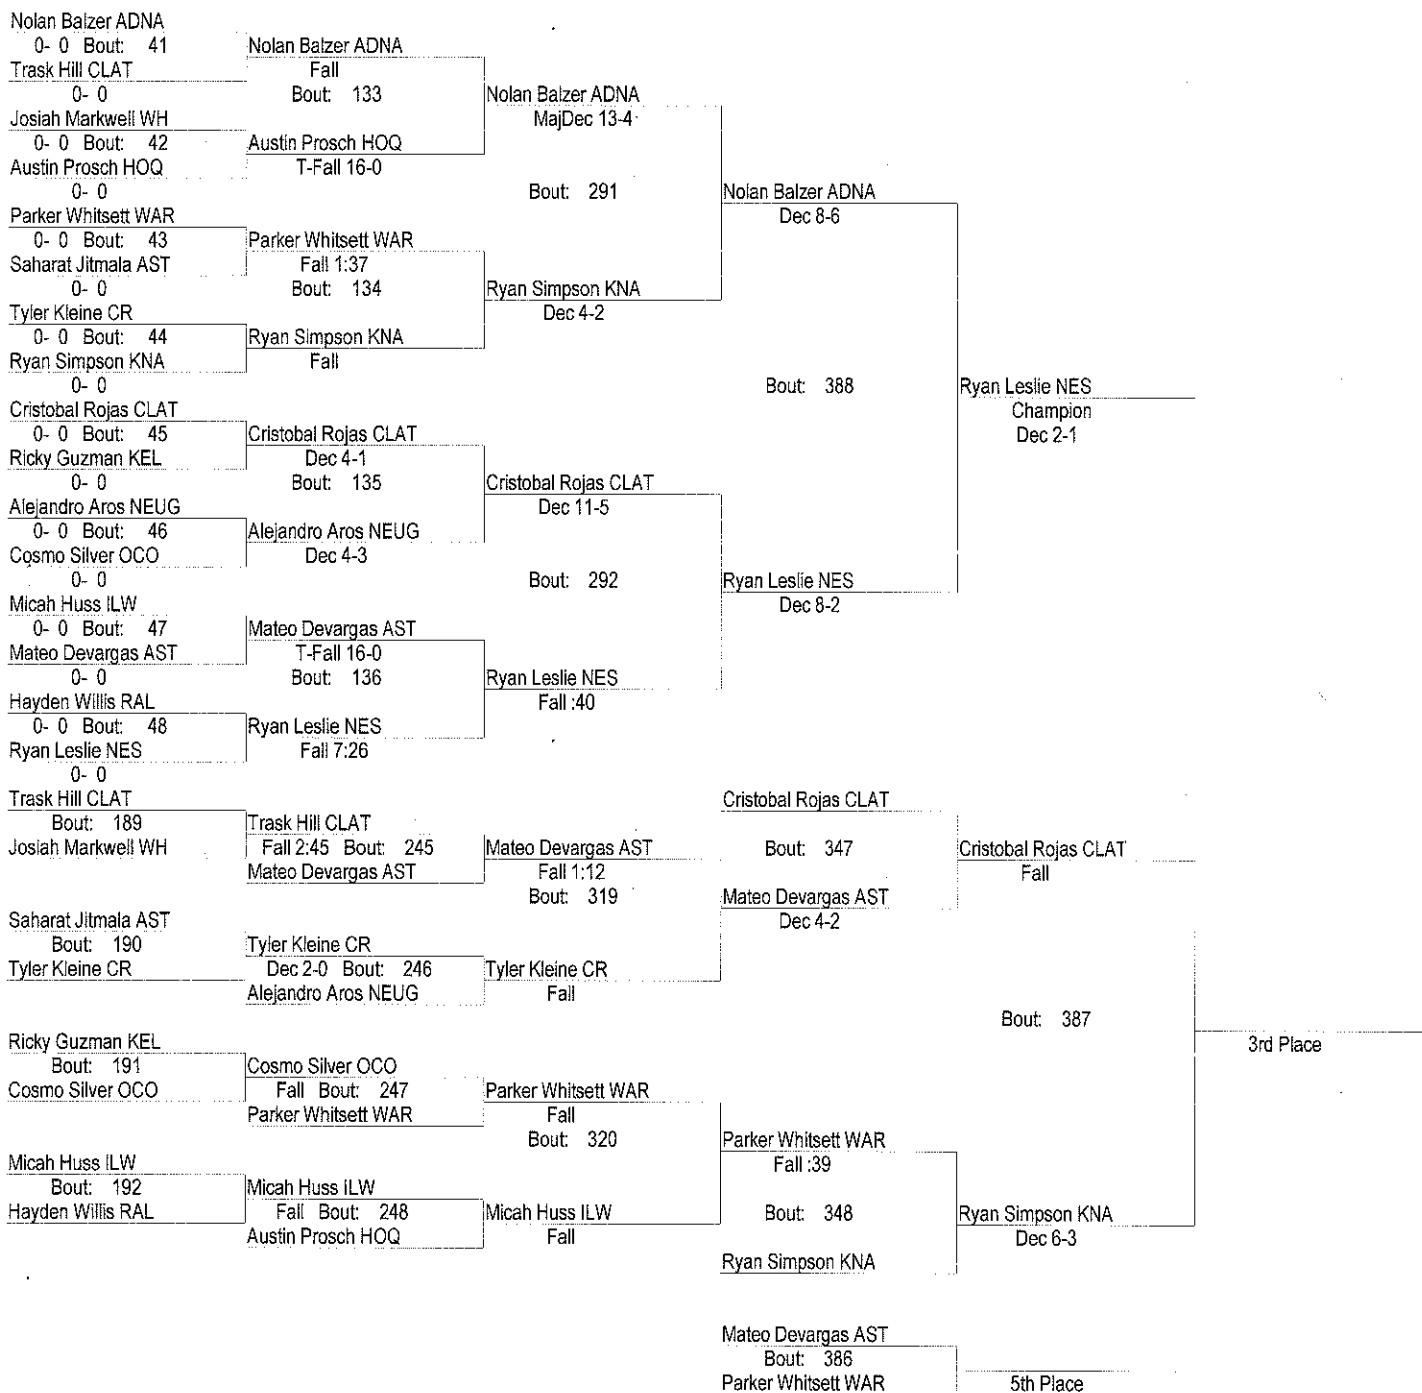 Nolan Balzer ADNA
0- 0 Bout: 41
Trask Hill CLAT
0- 0
Josiah Markwell WH
0- 0 Bout: 42
Austin Prosch HOQ
0- 0
Parker Whitsett WAR
0- 0 Bout: 43
Saharat Jitmala AST
0- 0
Tyler Kleine CR
0- 0 Bout: 44
Ryan Simpson KNA
0- 0
Cristobal Rojas CLAT
0- 0 Bout: 45
Ricky Guzman KEL
0- 0
Alejandro Aros NEUG
0- 0 Bout: 46
Cosmo Silver OCO
0- 0
Micah Huss ILW
0- 0 Bout: 47
Mateo Devargas AST
0- 0
Hayden Willis RAL
0- 0 Bout: 48
Ryan Leslie NES
0- 0
Nolan Balzer ADNA
Fall
Bout: 133
Austin Prosch HOQ
T-Fall 16-0
Parker Whitsett WAR
Fall 1:37
Bout: 134
Ryan Simpson KNA
Fall
Cristobal Rojas CLAT
Dec 4-1
Bout: 135
Alejandro Aros NEUG
Dec 4-3
Mateo Devargas AST
T-Fall 16-0
Bout: 136
Ryan Leslie NES
Fall 7:26
Nolan Balzer ADNA
MajDec 13-4
Bout: 291
Ryan Simpson KNA
Dec 4-2
Cristobal Rojas CLAT
Dec 11-5
Bout: 292
Ryan Leslie NES
Fall :40
Nolan Balzer ADNA
Dec 8-6
Bout: 388
Ryan Leslie NES
Dec 8-2
Ryan Leslie NES
Champion
Dec 2-1
Trask Hill CLAT
Bout: 189
Josiah Markwell WH
Saharat Jitmala AST
Bout: 190
Tyler Kleine CR
Ricky Guzman KEL
Bout: 191
Cosmo Silver OCO
Micah Huss ILW
Bout: 192
Hayden Willis RAL
Trask Hill CLAT
Fall 2:45 Bout: 245
Mateo Devargas AST
Tyler Kleine CR
Dec 2-0 Bout: 246
Alejandro Aros NEUG
Cosmo Silver OCO
Fall Bout: 247
Parker Whitsett WAR
Micah Huss ILW
Fall Bout: 248
Austin Prosch HOQ
Mateo Devargas AST
Fall 1:12
Bout: 319
Tyler Kleine CR
Fall
Parker Whitsett WAR
Fall
Bout: 320
Micah Huss ILW
Fall
Cristobal Rojas CLAT
Bout: 347
Mateo Devargas AST
Dec 4-2
Parker Whitsett WAR
Fall :39
Bout: 348
Ryan Simpson KNA
Cristobal Rojas CLAT
Fall
Bout: 387
Ryan Simpson KNA
Dec 6-3
3rd Place
Mateo Devargas AST
Bout: 386
Parker Whitsett WAR
5th Place